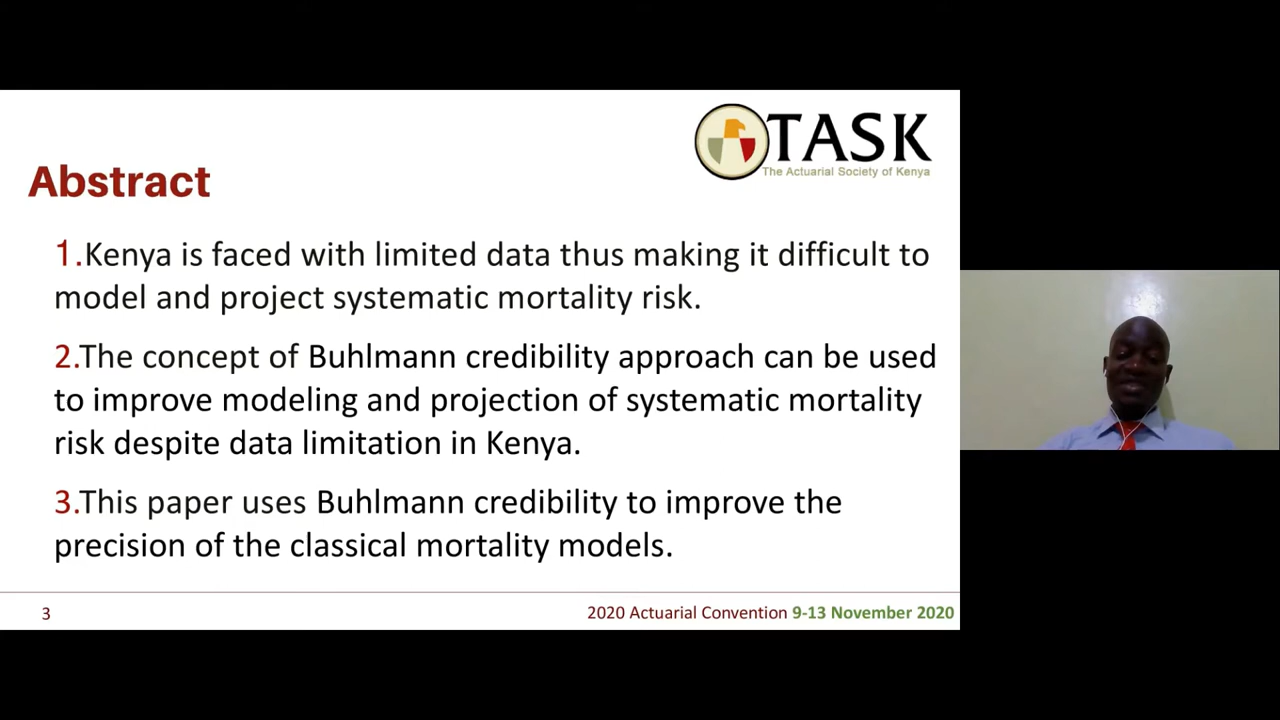 TASK
The Actuarial Society of Kenya
Abstract
1.Kenya is faced with limited data thus making it difficult to
model and project systematic mortality risk.
2.The concept of Buhlmann credibility approach can be used
to improve modeling and projection of systematic mortality
risk despite data limitation in Kenya.
3.This paper uses Buhlmann credibility to improve the
precision of the classical mortality models.
3
2020 Actuarial Convention 9-13 November 2020